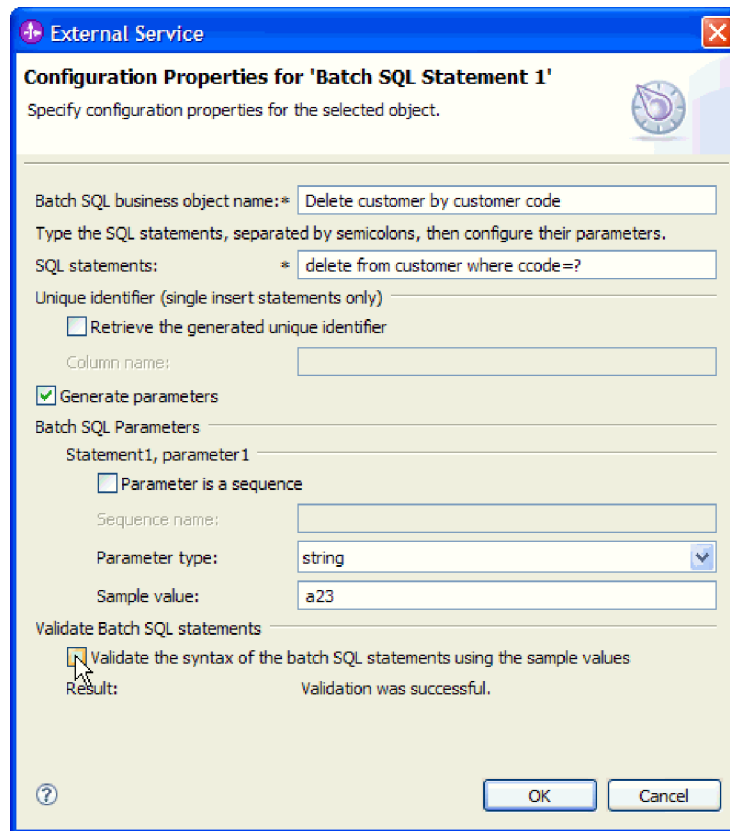 External Service
Configuration Properties for 'Batch SQL Statement 1'
Specify configuration properties for the selected object.
Batch SQL business object name:* Delete customer by customer code
Type the SQL statements, separated by semicolons, then configure their parameters.
SQL statements: * delete from customer where ccode=?
Unique identifier (single insert statements only)
Retrieve the generated unique identifier
Column name:
Generate parameters
Batch SQL Parameters
Statement1, parameter1
Parameter is a sequence
Sequence name:
Parameter type: string
Sample value: a23
Validate Batch SQL statements
Validate the syntax of the batch SQL statements using the sample values
Result: Validation was successful.
? OK Cancel